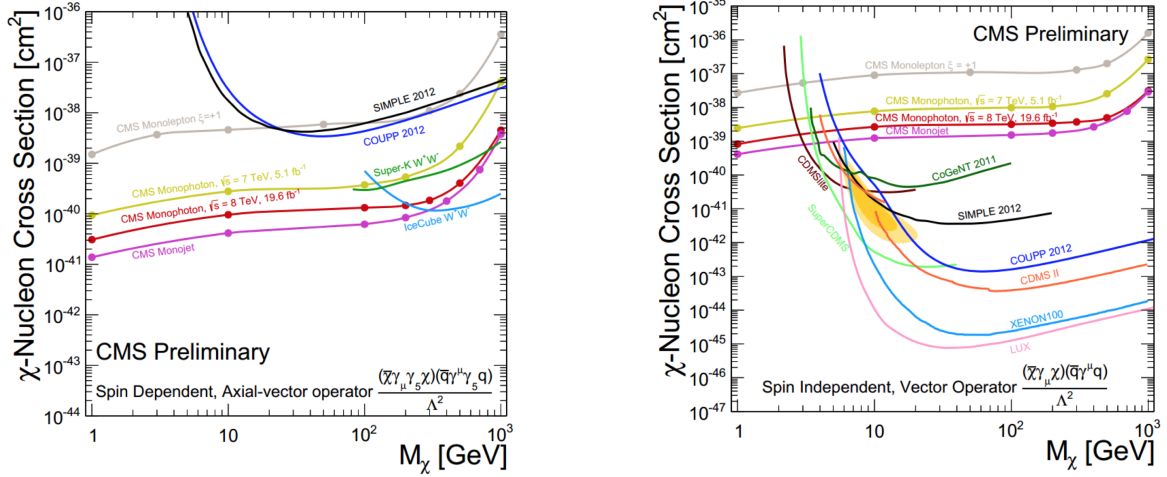 10⁻³⁶
10⁻³⁷
10⁻³⁸
10⁻³⁹
10⁻⁴⁰
10⁻⁴¹
10⁻⁴²
10⁻⁴³
10⁻⁴⁴
χ-Nucleon Cross Section [cm²]
CMS Monolepton ξ=+1
SIMPLE 2012
COUPP 2012
CMS Monophoton, √s = 7 TeV, 5.1 fb⁻¹
Super-K W⁺W⁻
CMS Monophoton, √s = 8 TeV, 19.6 fb⁻¹
IceCube W⁺W⁻
CMS Monojet
CMS Preliminary
Spin Dependent, Axial-vector operator (χ̄γμγ₅χ)(q̄γ^μγ₅q)
Λ²
1 10 10² 10³
Mχ [GeV]
10⁻³⁵
10⁻³⁶
10⁻³⁷
10⁻³⁸
10⁻³⁹
10⁻⁴⁰
10⁻⁴¹
10⁻⁴²
10⁻⁴³
10⁻⁴⁴
10⁻⁴⁵
10⁻⁴⁶
10⁻⁴⁷
χ-Nucleon Cross Section [cm²]
CMS Preliminary
CMS Monolepton ξ = +1
CMS Monophoton, √s = 7 TeV, 5.1 fb⁻¹
CMS Monophoton, √s = 8 TeV, 19.6 fb⁻¹
CMS Monojet
CDMSlite
CoGeNT 2011
SIMPLE 2012
SuperCDMS
COUPP 2012
CDMS II
XENON100
LUX
Spin Independent, Vector Operator (χ̄γμχ)(q̄γ^μq)
Λ²
1 10 10² 10³
Mχ [GeV]